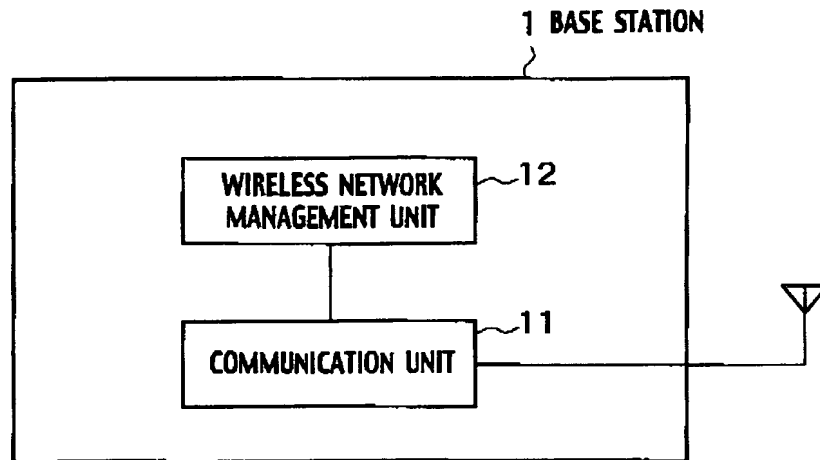 1 BASE STATION
WIRELESS NETWORK
MANAGEMENT UNIT
12
COMMUNICATION UNIT
11